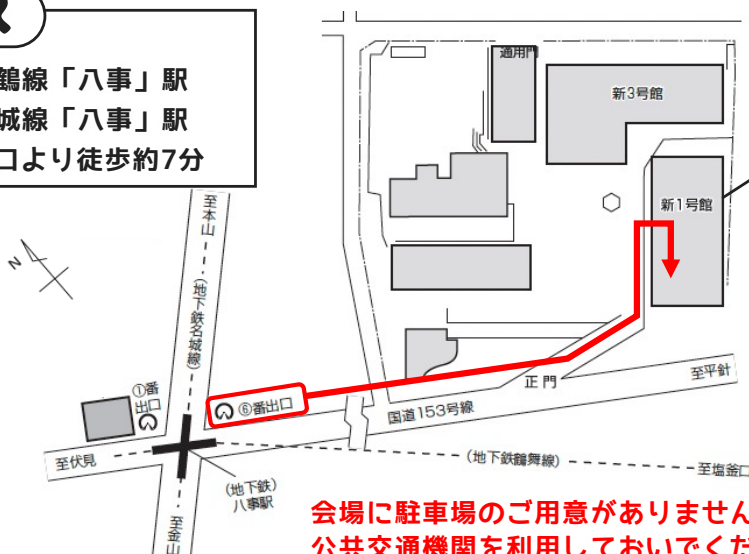 鶴線「八事」駅
城線「八事」駅
口より徒歩約7分
通用門
新3号館
新1号館
至本山
(地下鉄名城線)
N
①番
出口
⑥番出口
正門
至平針
国道153号線
至伏見
(地下鉄鶴舞線)
至塩釜口
(地下鉄)
八事駅
至金山
会場に駐車場のご用意がありません
公共交通機関を利用しておいでくだ